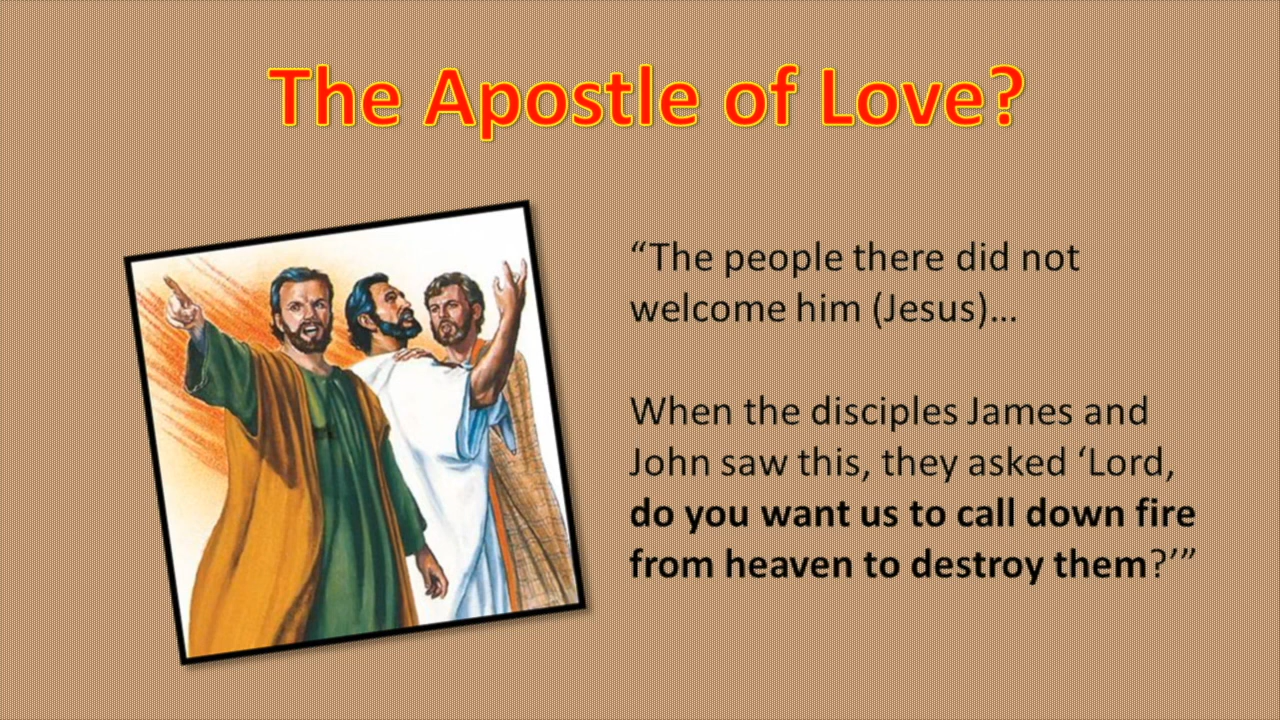 The Apostle of Love?
“The people there did not
welcome him (Jesus)…
When the disciples James and
John saw this, they asked ‘Lord,
do you want us to call down fire
from heaven to destroy them?’”